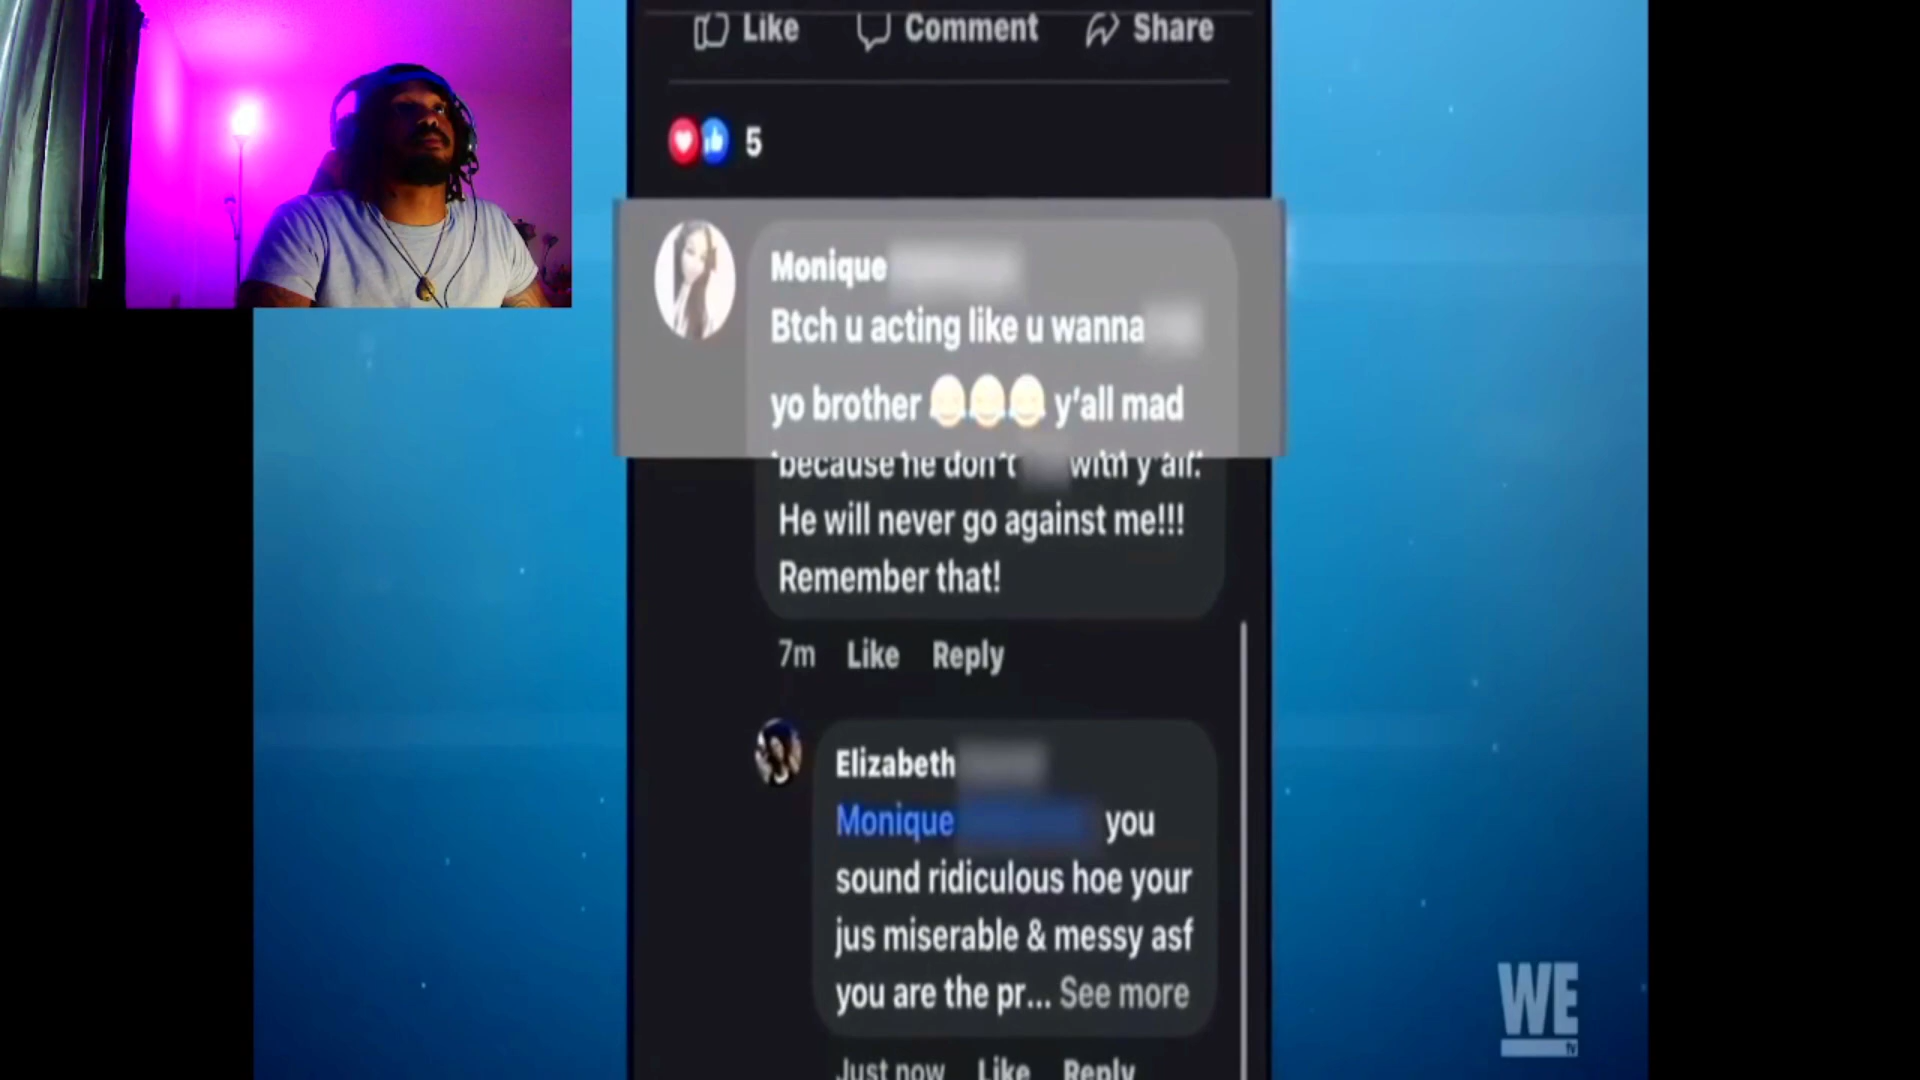 Like Comment Share
5
Monique
Btch u acting like u wanna
yo brother 😂😂😂 y'all mad
because he don't with y'all.
He will never go against me!!!
Remember that!
7m Like Reply
Elizabeth
Monique you
sound ridiculous hoe your
jus miserable & messy asf
you are the pr... See more
Just now Like Reply
WE
tv